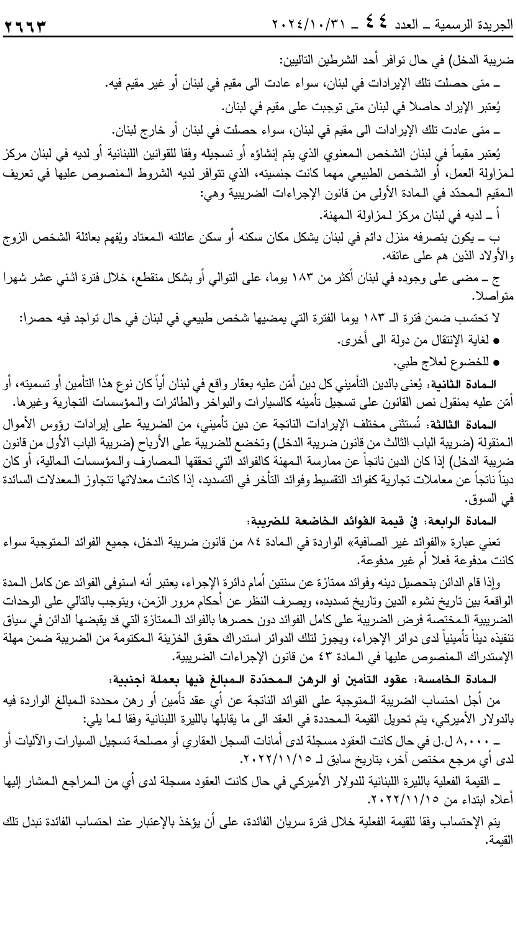 الجريدة الرسمية ــ العدد ٤٤ ــ ٢٠٢٤/١٠/٣١
٢٦٦٣
ضريبة الدخل) في حال توافر أحد الشرطين التاليين:
ــ متى حصلت تلك الإيرادات في لبنان، سواء عادت الى مقيم في لبنان أو غير مقيم فيه.
يُعتبر الإيراد حاصلا في لبنان متى توجبت على مقيم في لبنان.
ــ متى عادت تلك الإيرادات الى مقيم في لبنان، سواء حصلت في لبنان أو خارج لبنان.
يُعتبر مقيماً في لبنان الشخص المعنوي الذي يتم إنشاؤه أو تسجيله وفقا للقوانين اللبنانية أو لديه في لبنان مركز
لمزاولة العمل، أو الشخص الطبيعي مهما كانت جنسيته، الذي تتوافر لديه الشروط المنصوص عليها في تعريف
المقيم المحدّد في المادة الأولى من قانون الإجراءات الضريبية وهي:
أ ــ لديه في لبنان مركز لمزاولة المهنة.
ب ــ يكون بتصرفه منزل دائم في لبنان يشكل مكان سكنه أو سكن عائلته المعتاد ويُفهم بعائلة الشخص الزوج
والأولاد الذين هم على عاتقه.
ج ــ مضى على وجوده في لبنان أكثر من ١٨٣ يوما، على التوالي أو بشكل متقطع، خلال فترة اثني عشر شهرا
متواصلا.
لا تحتسب ضمن فترة الـ ١٨٣ يوما الفترة التي يمضيها شخص طبيعي في لبنان في حال تواجد فيه حصرا:
● لغاية الإنتقال من دولة الى أخرى.
● للخضوع لعلاج طبي.
المادة الثانية: يُعنى بالدين التأميني كل دين أمّن عليه بعقار واقع في لبنان أياً كان نوع هذا التأمين أو تسميته، أو
أمّن عليه بمنقول نص القانون على تسجيل تأمينه كالسيارات والبواخر والطائرات والمؤسسات التجارية وغيرها.
المادة الثالثة: تُستثنى مختلف الإيرادات الناتجة عن دين تأميني، من الضريبة على إيرادات رؤوس الأموال
المنقولة (ضريبة الباب الثالث من قانون ضريبة الدخل) وتخضع للضريبة على الأرباح (ضريبة الباب الأول من قانون
ضريبة الدخل) إذا كان الدين ناتجاً عن ممارسة المهنة كالفوائد التي تحققها المصارف والمؤسسات المالية، أو كان
ديناً ناتجاً عن معاملات تجارية كفوائد التقسيط وفوائد التأخر في التسديد، إذا كانت معدلاتها تتجاوز المعدلات السائدة
في السوق.
المادة الرابعة: في قيمة الفوائد الخاضعة للضريبة:
تعني عبارة «الفوائد غير الصافية» الواردة في المادة ٨٤ من قانون ضريبة الدخل، جميع الفوائد المتوجبة سواء
كانت مدفوعة فعلا أم غير مدفوعة.
وإذا قام الدائن بتحصيل دينه وفوائد ممتازة عن سنتين أمام دائرة الإجراء، يعتبر أنه استوفى الفوائد عن كامل المدة
الواقعة بين تاريخ نشوء الدين وتاريخ تسديده، ويصرف النظر عن أحكام مرور الزمن، ويتوجب بالتالي على الوحدات
الضريبية المختصة فرض الضريبة على كامل الفوائد دون حصرها بالفوائد الممتازة التي قد يقبضها الدائن في سياق
تنفيذه ديناً تأمينياً لدى دوائر الإجراء، ويجوز لتلك الدوائر استدراك حقوق الخزينة المكتومة من الضريبة ضمن مهلة
الإستدراك المنصوص عليها في المادة ٤٣ من قانون الإجراءات الضريبية.
المادة الخامسة: عقود التأمين أو الرهن المحدّدة المبالغ فيها بعملة أجنبية:
من أجل احتساب الضريبة المتوجبة على الفوائد الناتجة عن أي عقد تأمين أو رهن محددة المبالغ الواردة فيه
بالدولار الأميركي، يتم تحويل القيمة المحددة في العقد الى ما يقابلها بالليرة اللبنانية وفقا لما يلي:
ــ ٨,٠٠٠ ل.ل في حال كانت العقود مسجلة لدى أمانات السجل العقاري أو مصلحة تسجيل السيارات والآليات أو
لدى أي مرجع مختص آخر، بتاريخ سابق لـ ٢٠٢٢/١١/١٥.
ــ القيمة الفعلية بالليرة اللبنانية للدولار الأميركي في حال كانت العقود مسجلة لدى أي من المراجع المشار إليها
أعلاه ابتداء من ٢٠٢٢/١١/١٥.
يتم الإحتساب وفقا للقيمة الفعلية خلال فترة سريان الفائدة، على أن يؤخذ بالإعتبار عند احتساب الفائدة نبدل تلك
القيمة.